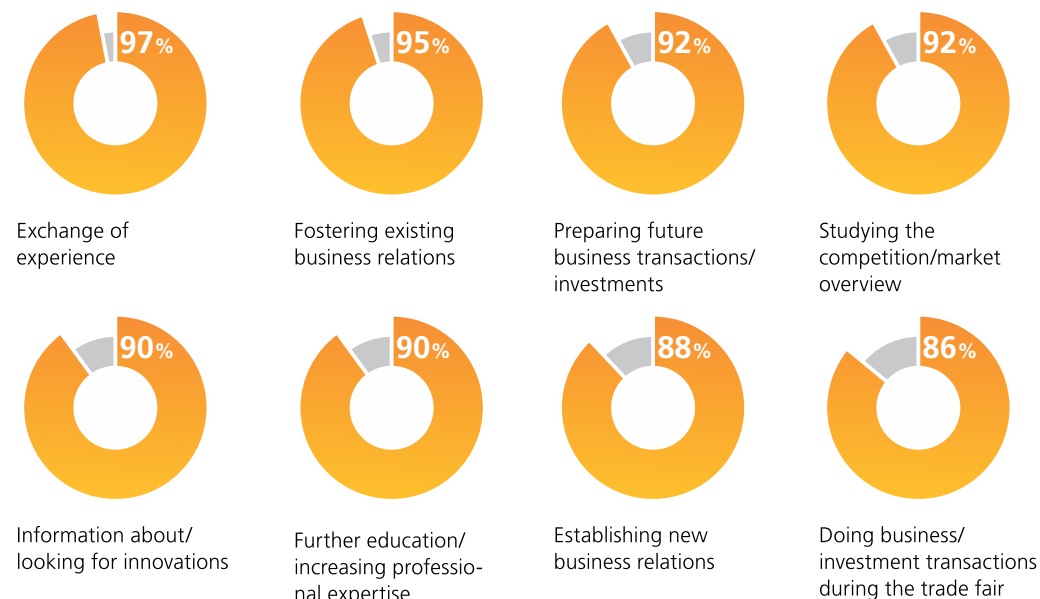 97%
95%
92%
92%
Exchange of
experience
Fostering existing
business relations
Preparing future
business transactions/
investments
Studying the
competition/market
overview
90%
90%
88%
86%
Information about/
looking for innovations
Further education/
increasing professio-
nal expertise
Establishing new
business relations
Doing business/
investment transactions
during the trade fair